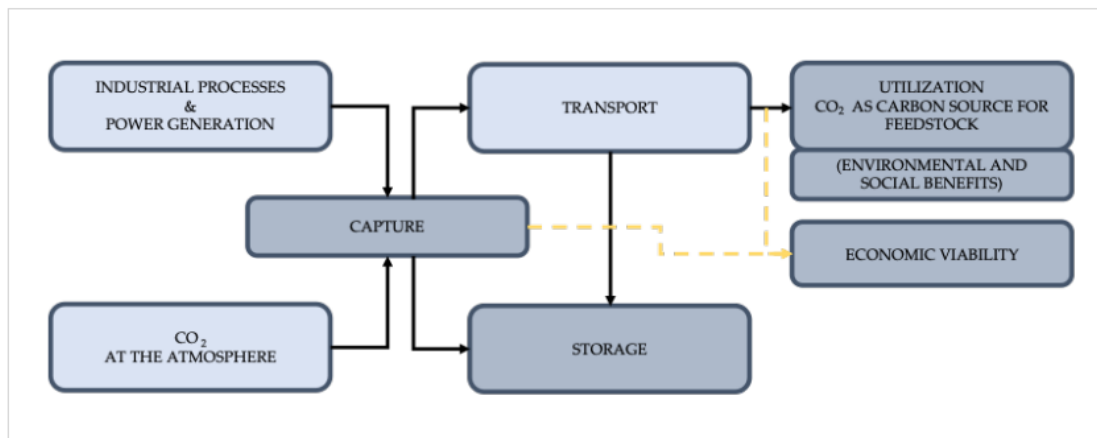 INDUSTRIAL PROCESSES
&
POWER GENERATION
TRANSPORT
UTILIZATION
CO₂ AS CARBON SOURCE FOR
FEEDSTOCK
(ENVIRONMENTAL AND
SOCIAL BENEFITS)
CAPTURE
ECONOMIC VIABILITY
CO₂
AT THE ATMOSPHERE
STORAGE